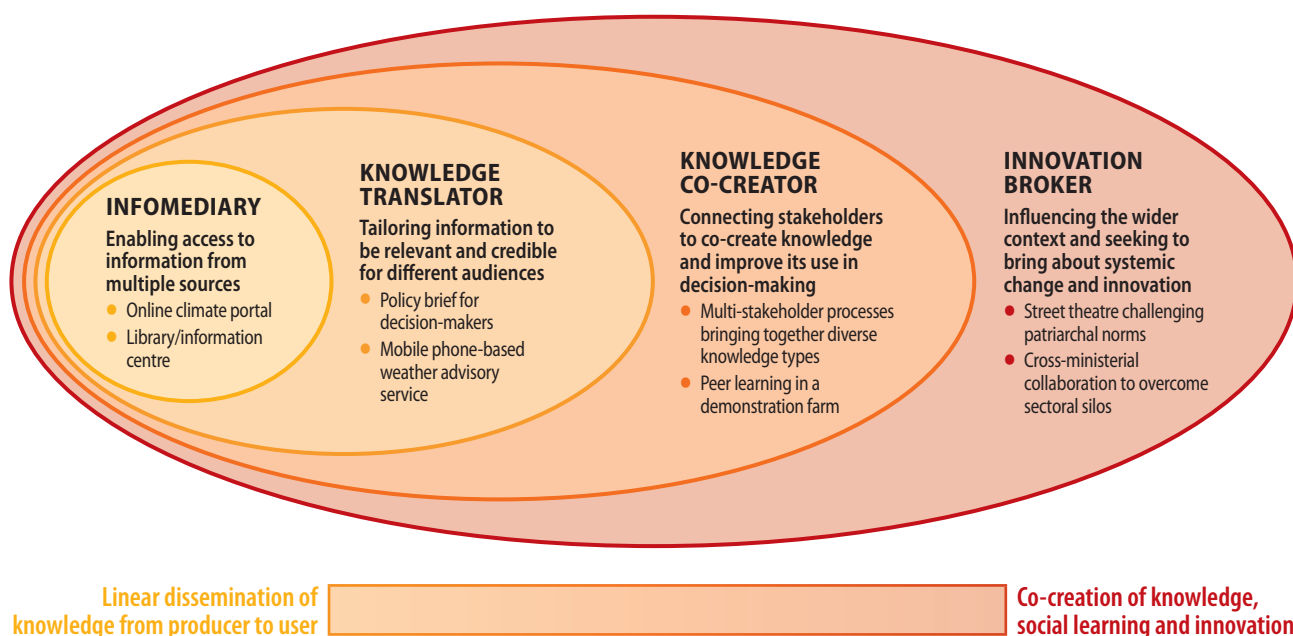 INFOMEDIARY
Enabling access to
information from
multiple sources
• Online climate portal
• Library/information
centre
KNOWLEDGE
TRANSLATOR
Tailoring information to
be relevant and credible
for different audiences
• Policy brief for
decision-makers
• Mobile phone-based
weather advisory
service
KNOWLEDGE
CO-CREATOR
Connecting stakeholders
to co-create knowledge
and improve its use in
decision-making
• Multi-stakeholder processes
bringing together diverse
knowledge types
• Peer learning in a
demonstration farm
INNOVATION
BROKER
Influencing the wider
context and seeking to
bring about systemic
change and innovation
• Street theatre challenging
patriarchal norms
• Cross-ministerial
collaboration to overcome
sectoral silos
Linear dissemination of
knowledge from producer to user
Co-creation of knowledge,
social learning and innovation